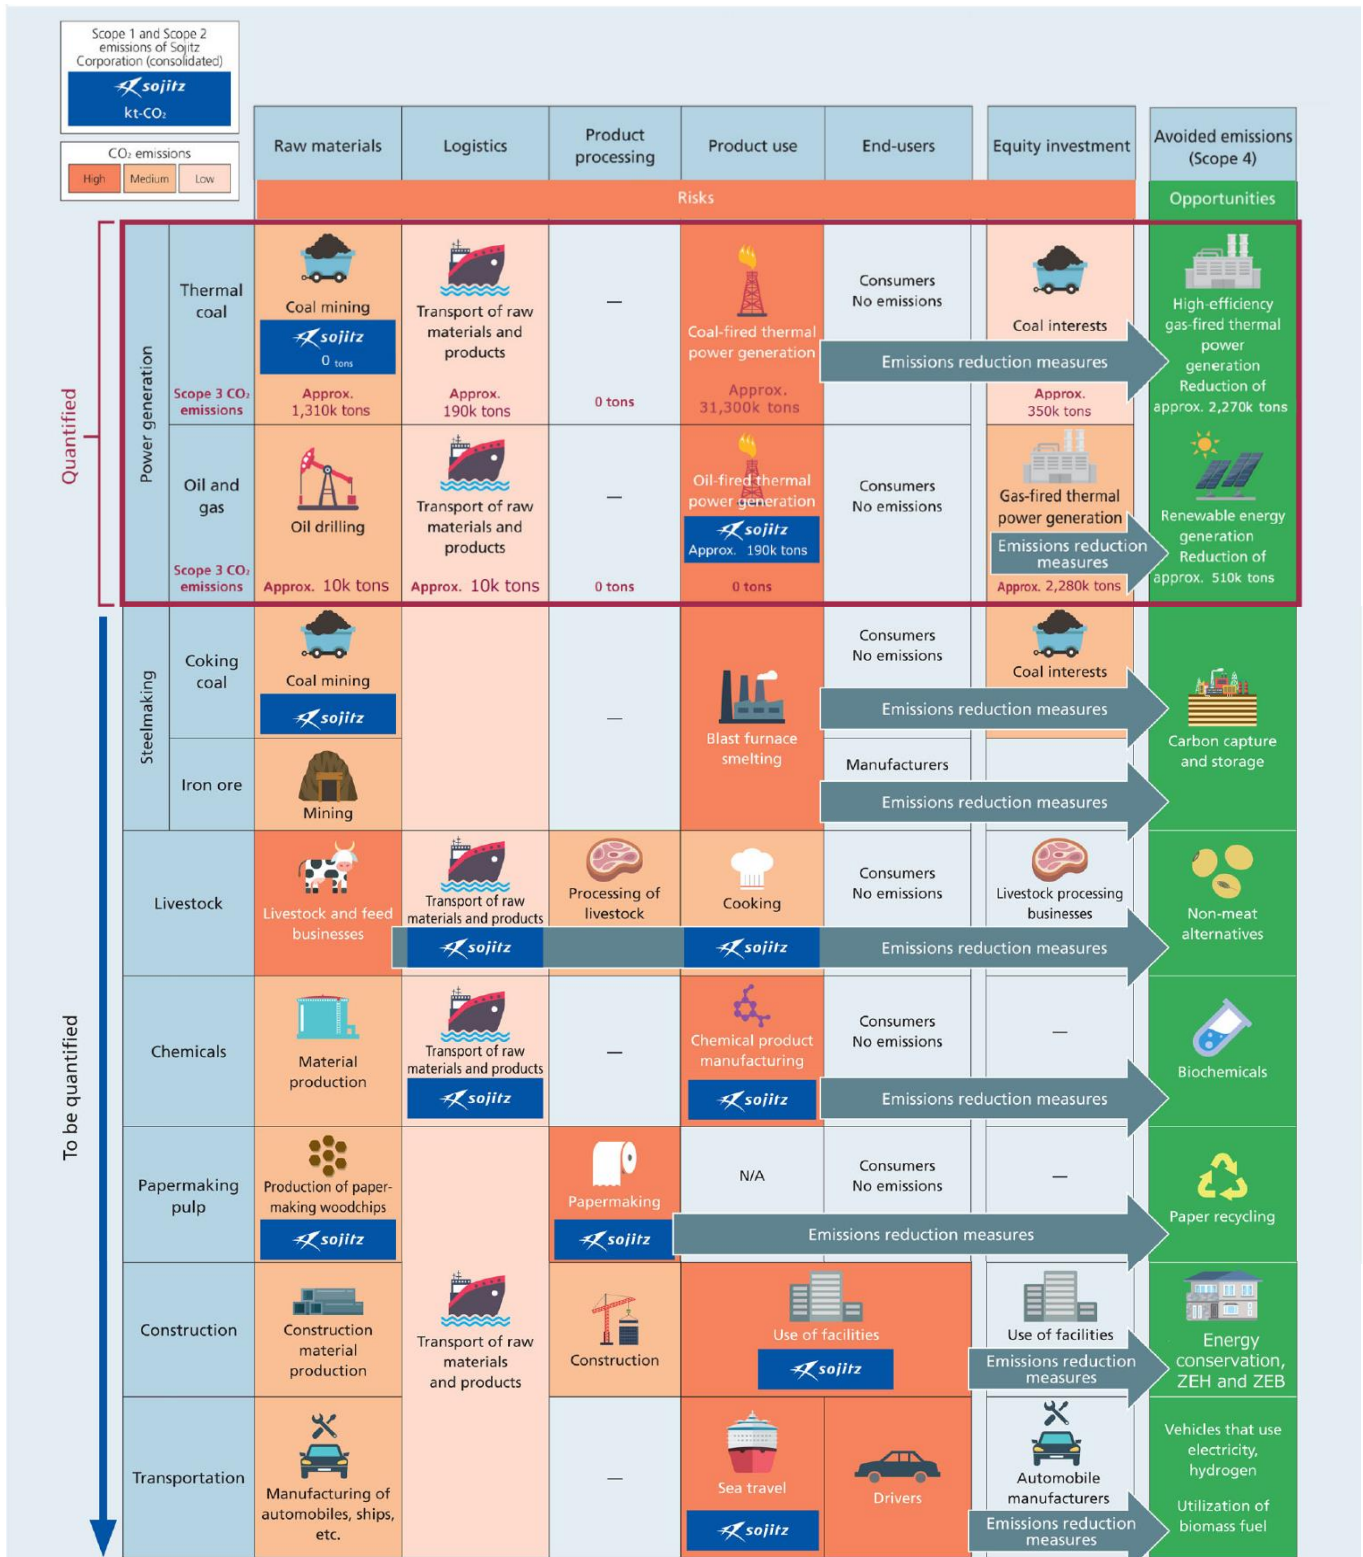 Scope 1 and Scope 2
emissions of Sojitz
Corporation (consolidated)
sojitz
kt-CO₂
CO₂ emissions
High
Medium
Low
Raw materials
Logistics
Product
processing
Product use
End-users
Equity investment
Avoided emissions
(Scope 4)
Risks
Opportunities
Quantified
Power generation
Thermal
coal
Coal mining
sojitz
0 tons
Transport of raw
materials and
products
—
Coal-fired thermal
power generation
Consumers
No emissions
Coal interests
Emissions reduction measures
High-efficiency
gas-fired thermal
power
generation
Reduction of
approx. 2,270k tons
Scope 3 CO₂
emissions
Approx.
1,310k tons
Approx.
190k tons
0 tons
Approx.
31,300k tons
Approx.
350k tons
Oil and
gas
Oil drilling
Transport of raw
materials and
products
—
Oil-fired thermal
power generation
sojitz
Approx. 190k tons
Consumers
No emissions
Gas-fired thermal
power generation
Emissions reduction
measures
Renewable energy
generation
Reduction of
approx. 510k tons
Scope 3 CO₂
emissions
Approx. 10k tons
Approx. 10k tons
0 tons
0 tons
Approx. 2,280k tons
To be quantified
Steelmaking
Coking
coal
Coal mining
sojitz
—
Blast furnace
smelting
Consumers
No emissions
Coal interests
Emissions reduction measures
Carbon capture
and storage
Iron ore
Mining
Manufacturers
Emissions reduction measures
Livestock
Livestock and feed
businesses
Transport of raw
materials and products
sojitz
Processing of
livestock
Cooking
sojitz
Consumers
No emissions
Livestock processing
businesses
Emissions reduction measures
Non-meat
alternatives
Chemicals
Material
production
Transport of raw
materials and products
sojitz
—
Chemical product
manufacturing
sojitz
Consumers
No emissions
—
Emissions reduction measures
Biochemicals
Papermaking
pulp
Production of paper-
making woodchips
sojitz
Papermaking
sojitz
N/A
Consumers
No emissions
—
Emissions reduction measures
Paper recycling
Construction
Construction
material
production
Transport of raw
materials
and products
Construction
Use of facilities
sojitz
Use of facilities
Emissions reduction
measures
Energy
conservation,
ZEH and ZEB
Transportation
Manufacturing of
automobiles, ships,
etc.
—
Sea travel
sojitz
Drivers
Automobile
manufacturers
Emissions reduction
measures
Vehicles that use
electricity,
hydrogen
Utilization of
biomass fuel